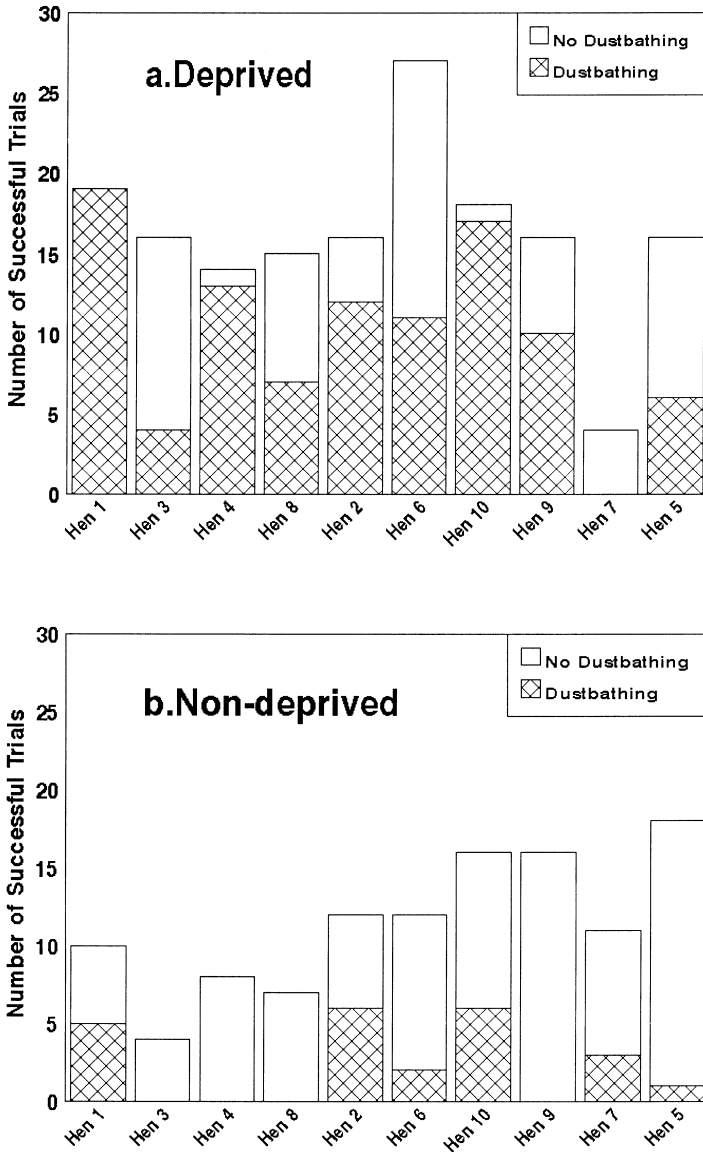 30
25
20
15
10
5
0
Number of Successful Trials
a.Deprived
No Dustbathing
Dustbathing
Hen 1
Hen 3
Hen 4
Hen 8
Hen 2
Hen 6
Hen 10
Hen 9
Hen 7
Hen 5
30
25
20
15
10
5
0
Number of Successful Trials
b.Non-deprived
No Dustbathing
Dustbathing
Hen 1
Hen 3
Hen 4
Hen 8
Hen 2
Hen 6
Hen 10
Hen 9
Hen 7
Hen 5